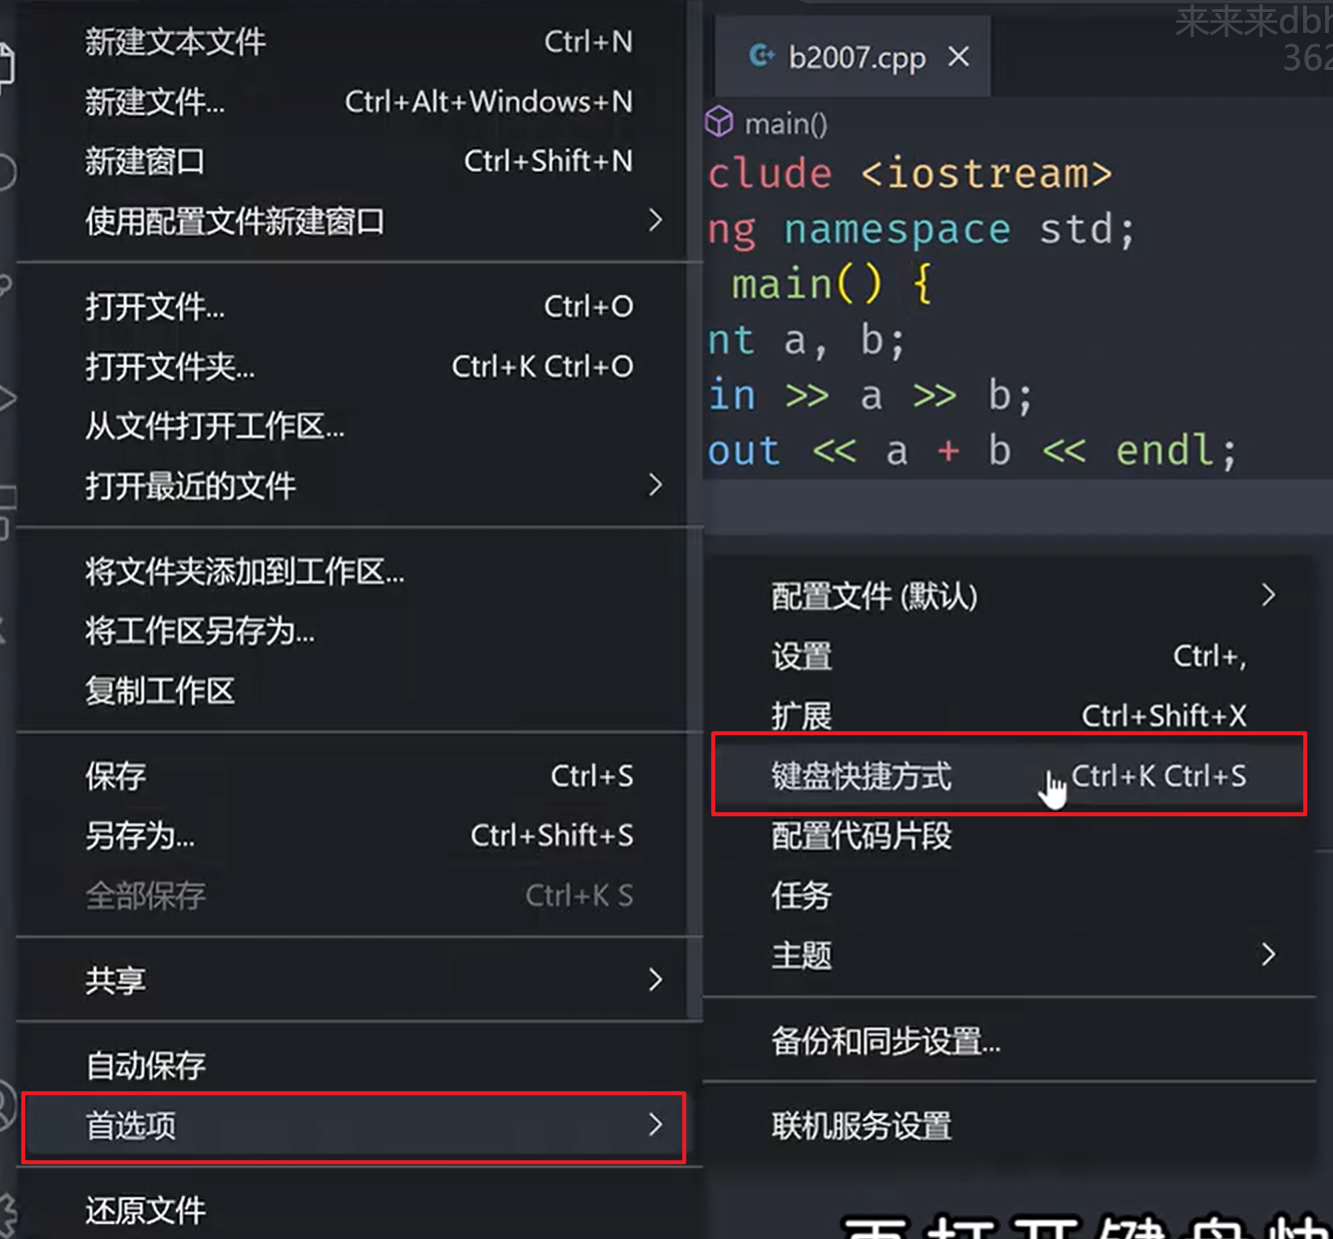 新建文本文件 Ctrl+N
新建文件... Ctrl+Alt+Windows+N
新建窗口 Ctrl+Shift+N
使用配置文件新建窗口
打开文件... Ctrl+O
打开文件夹... Ctrl+K Ctrl+O
从文件打开工作区...
打开最近的文件
将文件夹添加到工作区...
将工作区另存为...
复制工作区
保存 Ctrl+S
另存为... Ctrl+Shift+S
全部保存 Ctrl+K S
共享
自动保存
首选项
还原文件
来来来dbh
362
b2007.cpp
main()
clude <iostream>
ng namespace std;
main() {
nt a, b;
in >> a >> b;
out << a + b << endl;
配置文件 (默认)
设置 Ctrl+,
扩展 Ctrl+Shift+X
键盘快捷方式 Ctrl+K Ctrl+S
配置代码片段
任务
主题
备份和同步设置...
联机服务设置
再打开键盘快